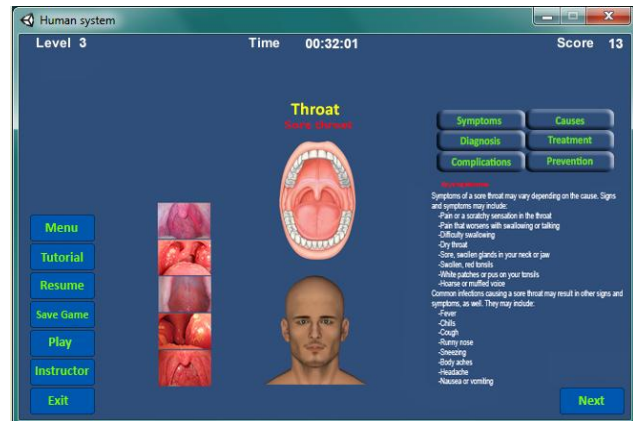 Human system
Level 3
Time 00:32:01
Score 13
Throat
Sore throat
Symptoms
Causes
Diagnosis
Treatment
Complications
Prevention
Symptoms of a sore throat may vary depending on the cause. Signs
and symptoms may include:
-Pain or a scratchy sensation in the throat
-Pain that worsens with swallowing or talking
-Difficulty swallowing
-Dry throat
-Sore, swollen glands in your neck or jaw
-Swollen, red tonsils
-White patches or pus on your tonsils
-Hoarse or muffled voice
Common infections causing a sore throat may result in other signs and
symptoms, as well. They may include:
-Fever
-Chills
-Cough
-Runny nose
-Sneezing
-Body aches
-Headache
-Nausea or vomiting
Menu
Tutorial
Resume
Save Game
Play
Instructor
Exit
Next